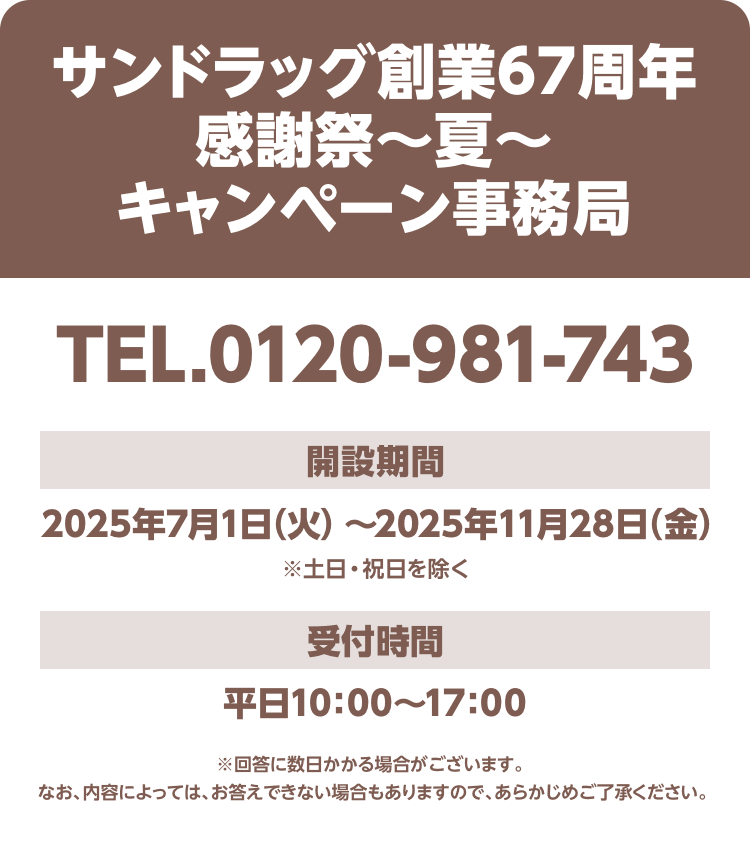 サンドラッグ創業67周年
感謝祭～夏～
キャンペーン事務局
TEL.0120-981-743
開設期間
2025年7月1日(火) ～2025年11月28日(金)
※土日・祝日を除く
受付時間
平日10：00～17：00
※回答に数日かかる場合がございます。
なお、内容によっては、お答えできない場合もありますので、あらかじめご了承ください。